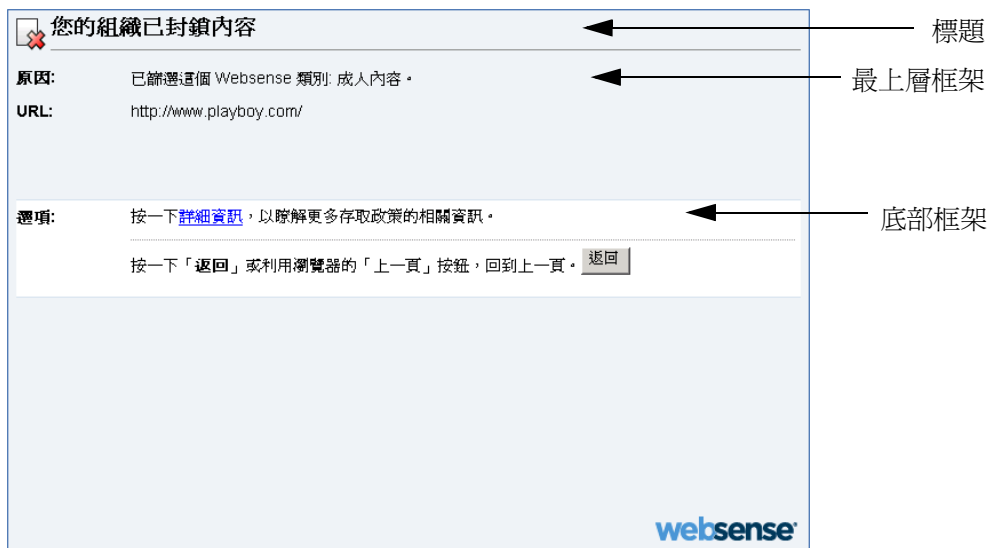 您的組織已封鎖內容
標題
原因: 已篩選這個 Websense 類別: 成人內容。
最上層框架
URL: http://www.playboy.com/
選項: 按一下詳細資訊，以瞭解更多存取政策的相關資訊。
底部框架
按一下「返回」或利用瀏覽器的「上一頁」按鈕，回到上一頁。 返回
websense